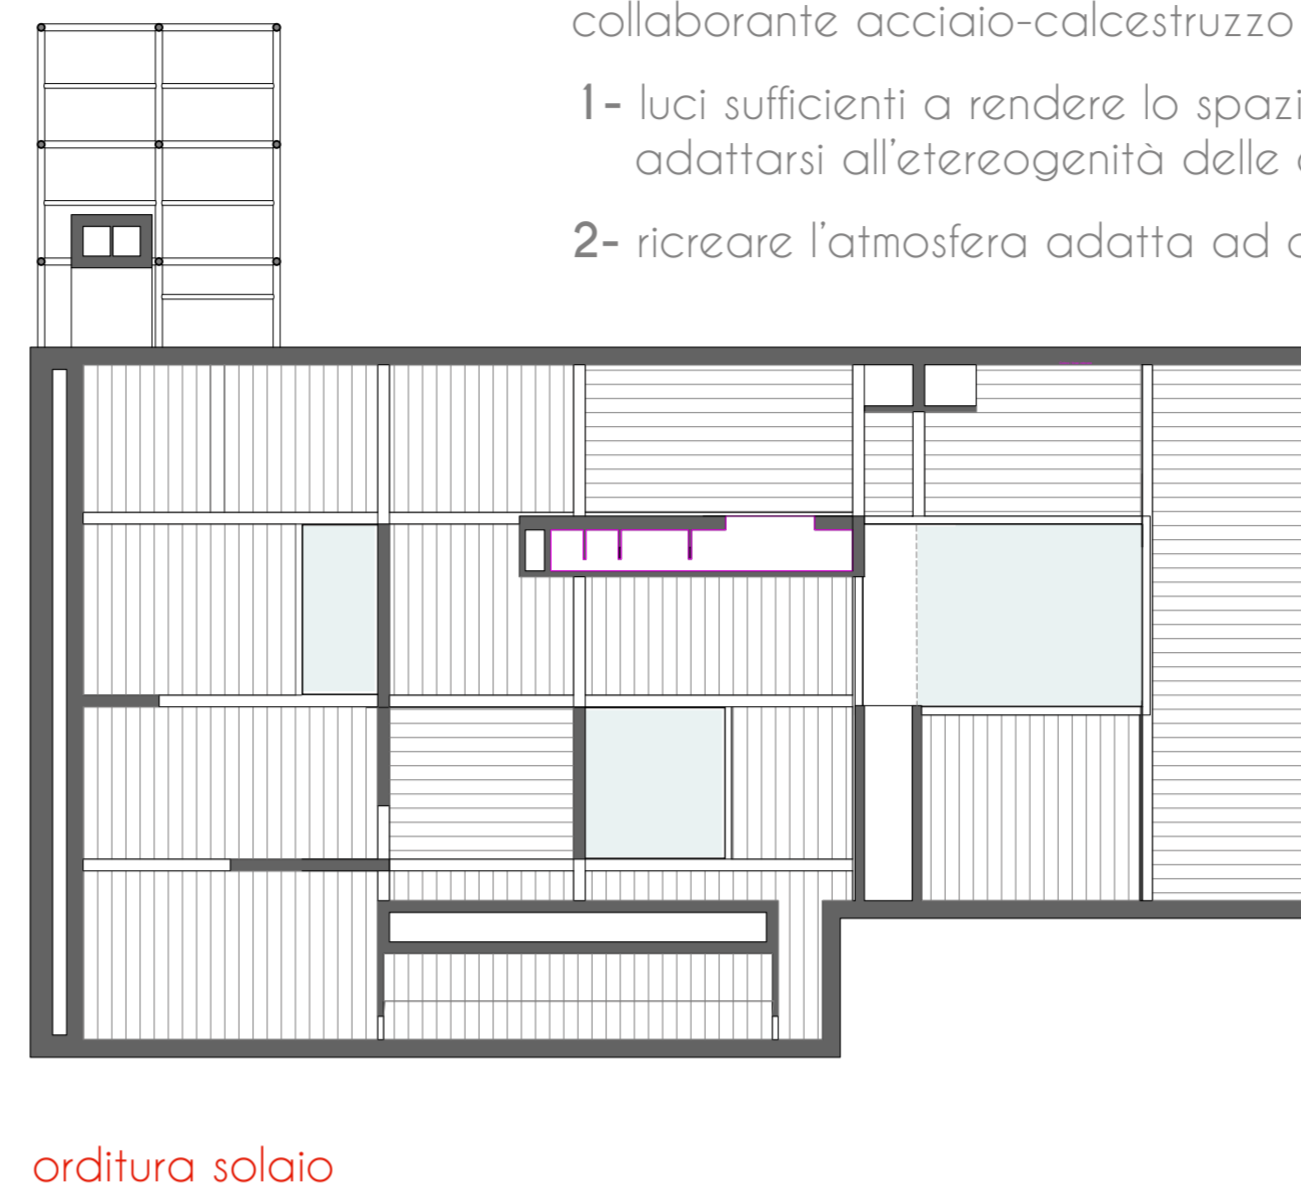 collaborante acciaio-calcestruzzo
1- luci sufficienti a rendere lo spazi
adattarsi all'etereogenità delle
2- ricreare l'atmosfera adatta ad
orditura solaio